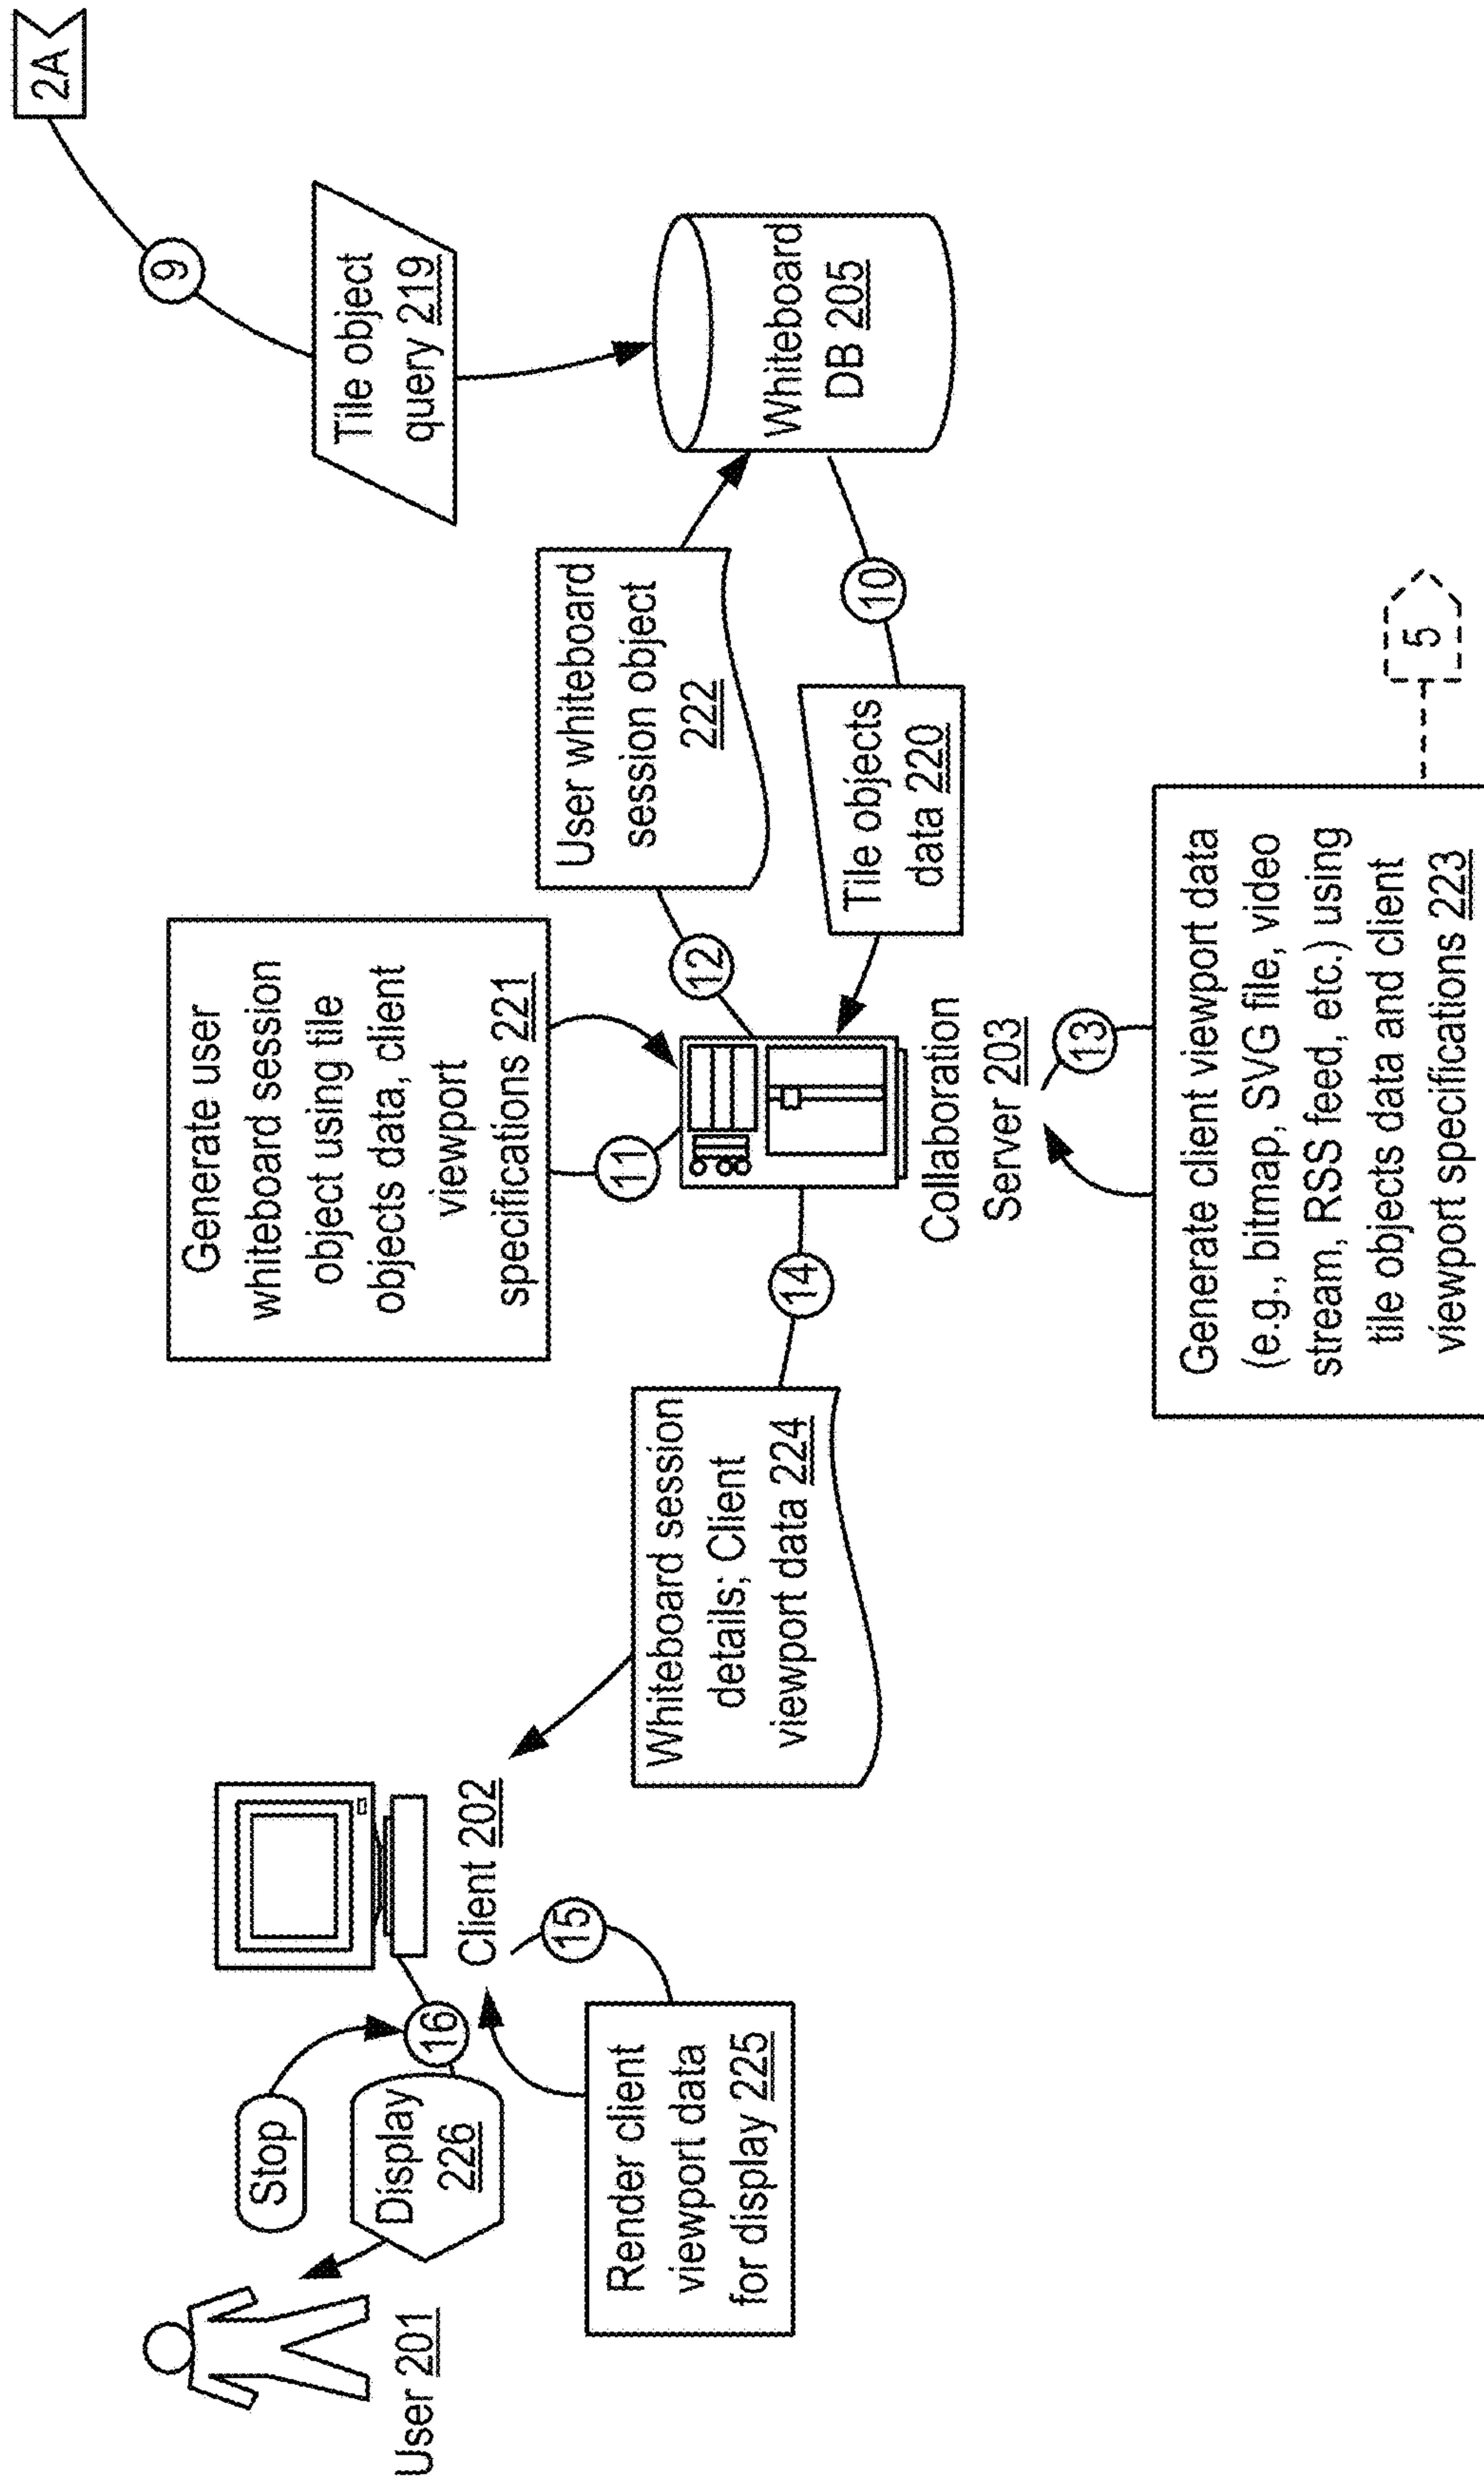 User 201
Stop
Display
226
16
Client 202
15
Render client
viewport data
for display 225
Whiteboard session
details; Client
viewport data 224
14
Generate user
whiteboard session
object using tile
objects data, client
viewport
specifications 221
11
12
Collaboration
Server 203
13
Generate client viewport data
(e.g., bitmap, SVG file, video
stream, RSS feed, etc.) using
tile objects data and client
viewport specifications 223
5
User whiteboard
session object
222
Tile objects
data 220
10
Tile object
query 219
9
2A
Whiteboard
DB 205